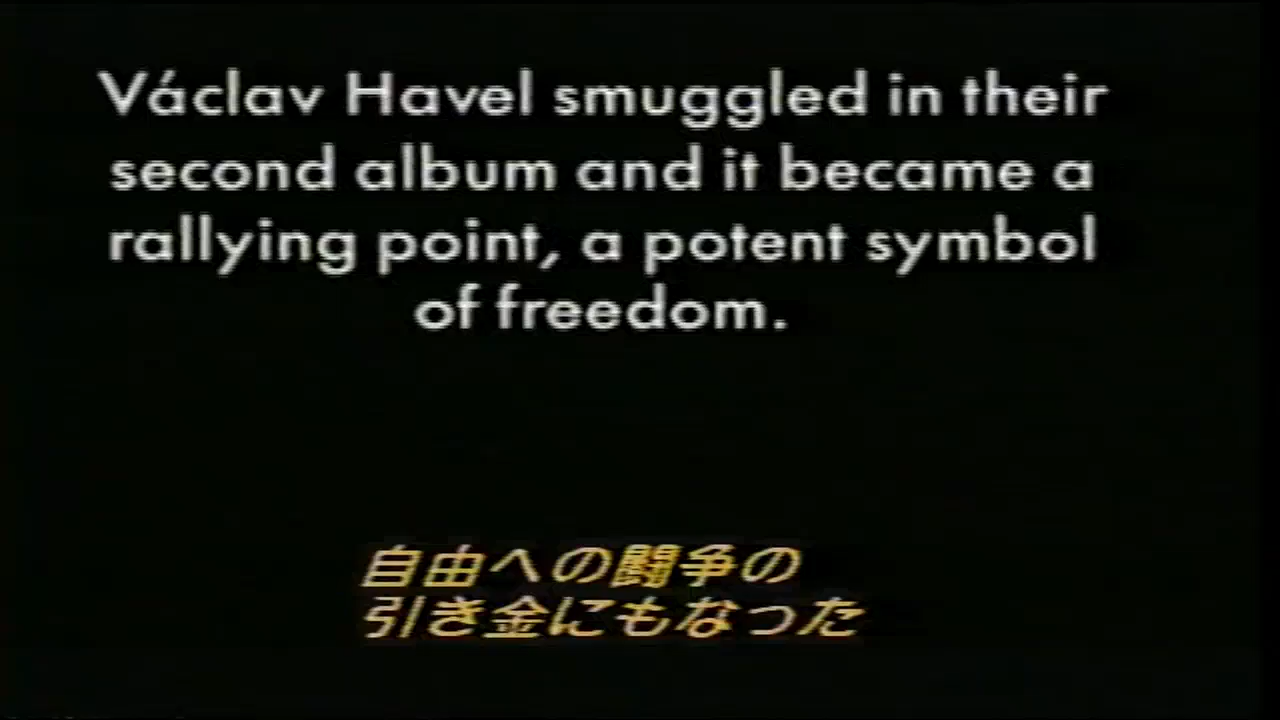 Václav Havel smuggled in their
second album and it became a
rallying point, a potent symbol
of freedom.
自由への闘争の
引き金にもなった